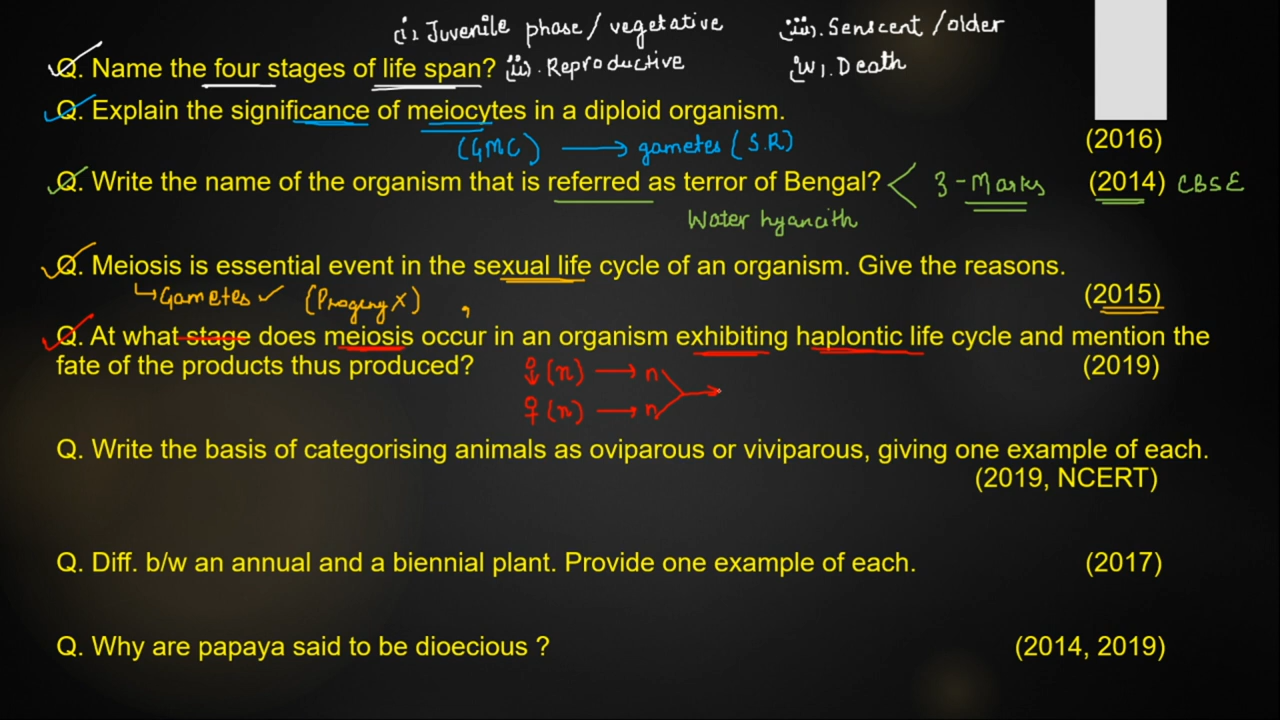 (i) Juvenile phase / vegetative (iii). Senscent / older
Q. Name the four stages of life span? (ii). Reproductive (iv). Death
Q. Explain the significance of meiocytes in a diploid organism.
(2016)
(GMC) → gametes (S.R)
Q. Write the name of the organism that is referred as terror of Bengal? < 3 - Marks (2014) CBSE
Water hyancith
Q. Meiosis is essential event in the sexual life cycle of an organism. Give the reasons.
(2015)
↳ Gametes ✓ (Progeny X) ,
Q. At what stage does meiosis occur in an organism exhibiting haplontic life cycle and mention the
fate of the products thus produced? (2019)
(n) → n
♀ (n) → n
Q. Write the basis of categorising animals as oviparous or viviparous, giving one example of each.
(2019, NCERT)
Q. Diff. b/w an annual and a biennial plant. Provide one example of each. (2017)
Q. Why are papaya said to be dioecious ? (2014, 2019)